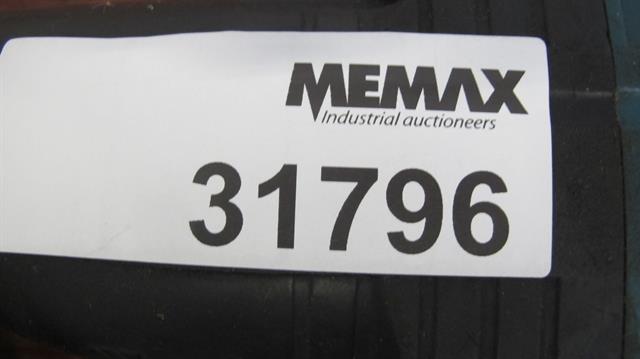 MEMAX
Industrial auctioneers
31796